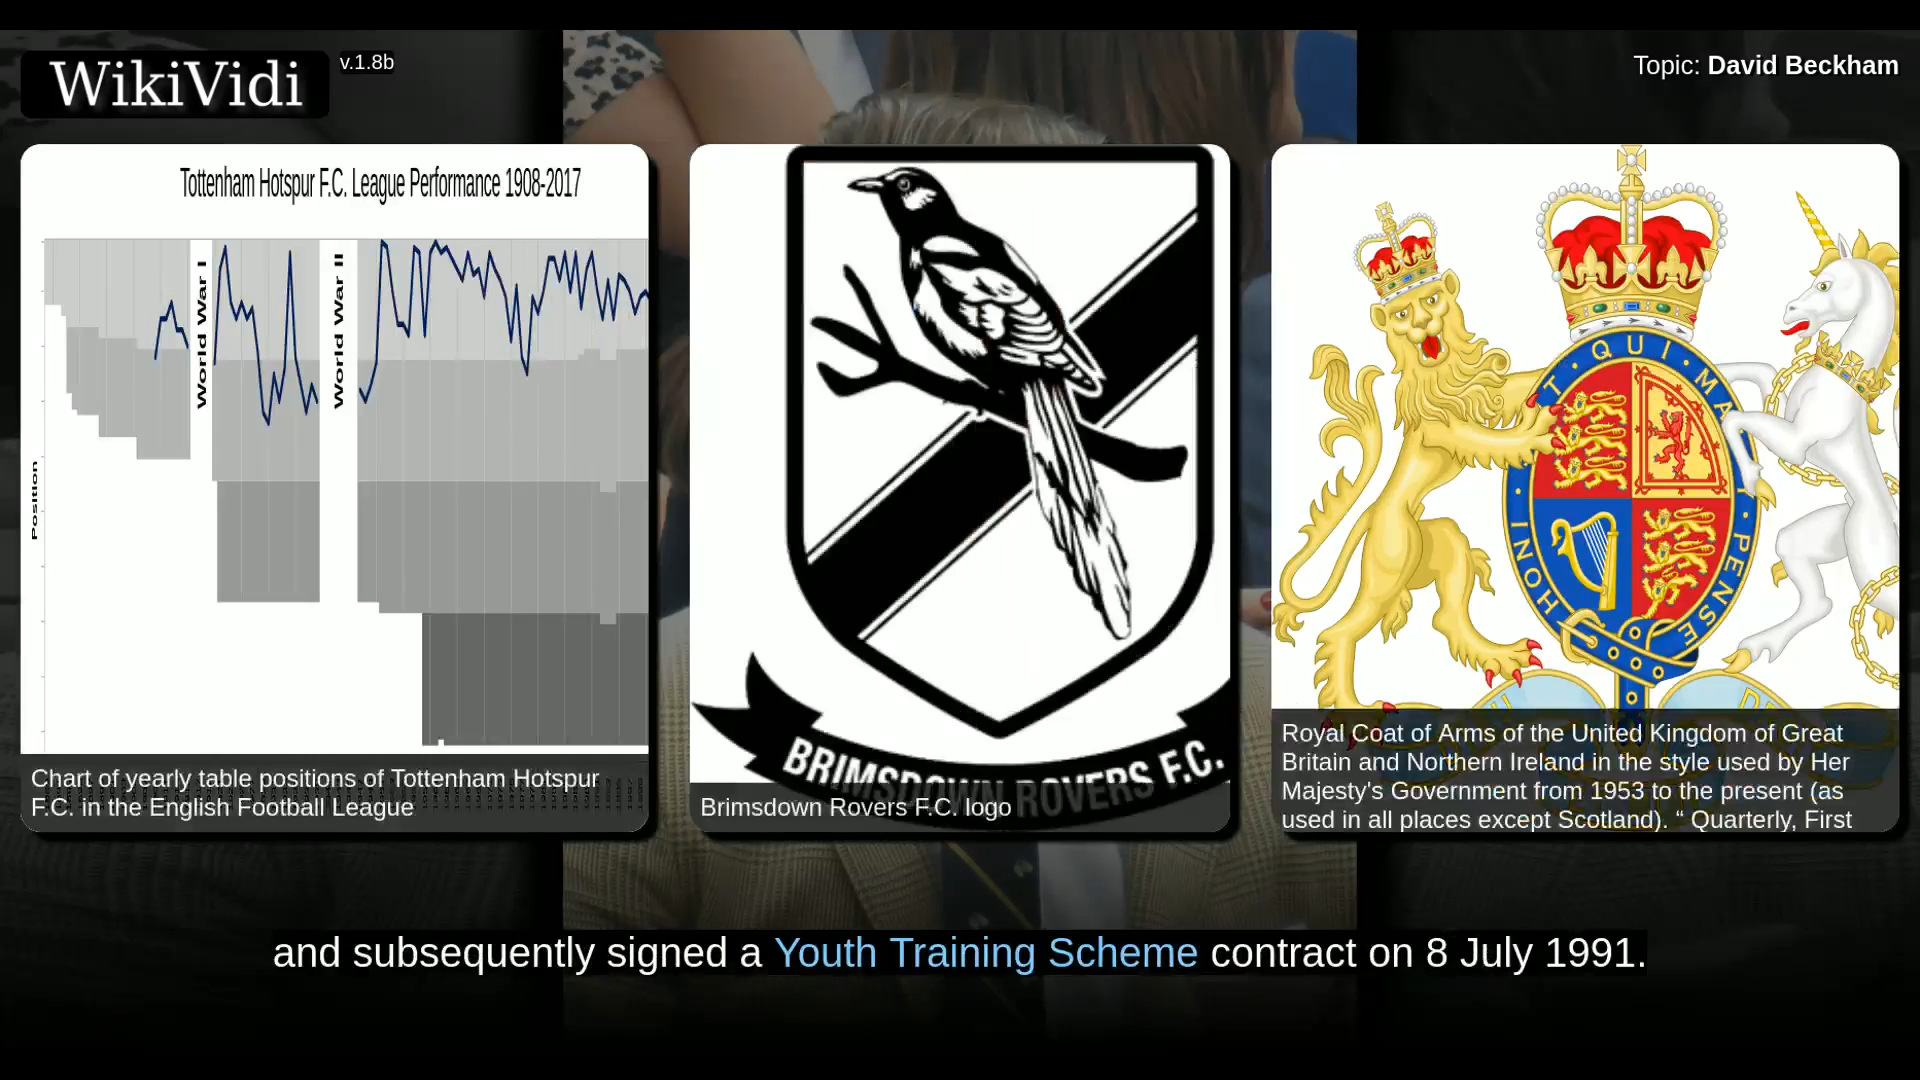 WikiVidi
v.1.8b
Topic: David Beckham
Tottenham Hotspur F.C. League Performance 1908-2017
World War I
World War II
Position
Chart of yearly table positions of Tottenham Hotspur
F.C. in the English Football League
BRIMSDOWN ROVERS F.C.
Brimsdown Rovers F.C. logo
HONI
T · QUI · MA
Y · PENSE
Royal Coat of Arms of the United Kingdom of Great
Britain and Northern Ireland in the style used by Her
Majesty's Government from 1953 to the present (as
used in all places except Scotland). “ Quarterly, First
and subsequently signed a Youth Training Scheme contract on 8 July 1991.